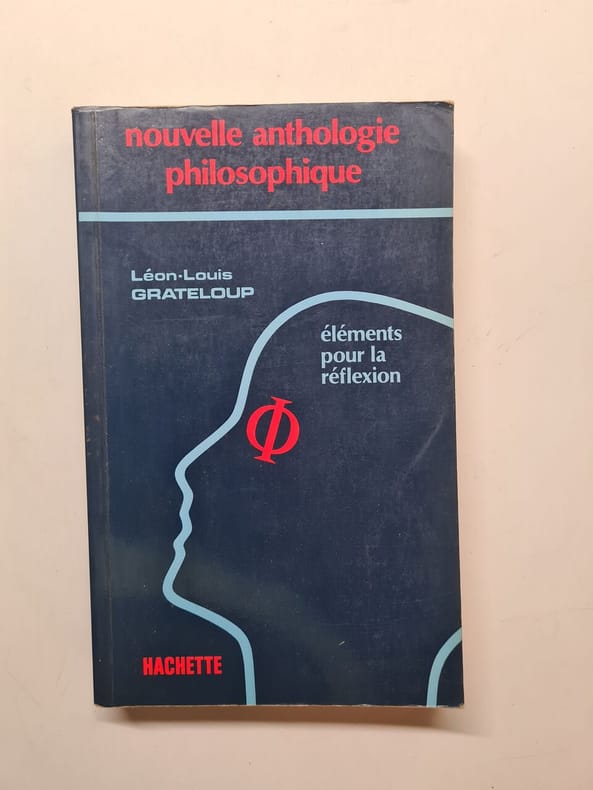 nouvelle anthologie
philosophique
Léon-Louis
GRATELOUP
éléments
pour la
réflexion
Φ
HACHETTE